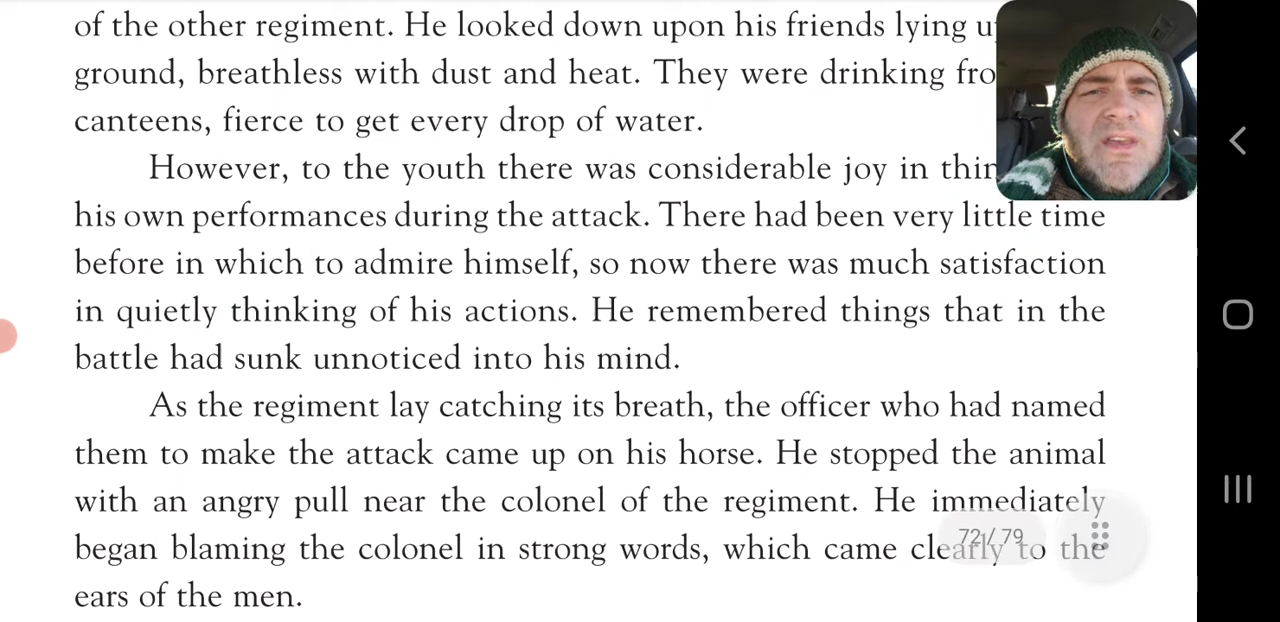 of the other regiment. He looked down upon his friends lying
ground, breathless with dust and heat. They were drinking
canteens, fierce to get every drop of water.
However, to the youth there was considerable joy in
his own performances during the attack. There had been very little time
before in which to admire himself, so now there was much satisfaction
in quietly thinking of his actions. He remembered things that in the
battle had sunk unnoticed into his mind.
As the regiment lay catching its breath, the officer who had named
them to make the attack came up on his horse. He stopped the animal
with an angry pull near the colonel of the regiment. He immediately
began blaming the colonel in strong words, which came clearly to the
72/79
ears of the men.